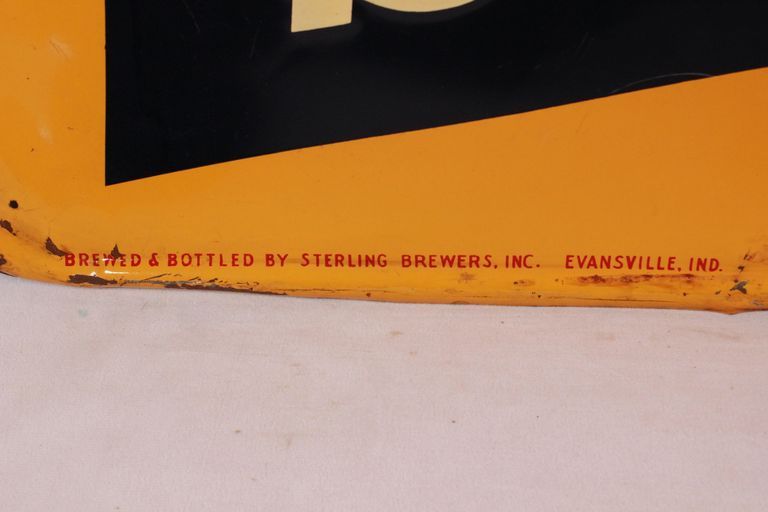 BREWED & BOTTLED BY STERLING BREWERS, INC. EVANSVILLE, IND.